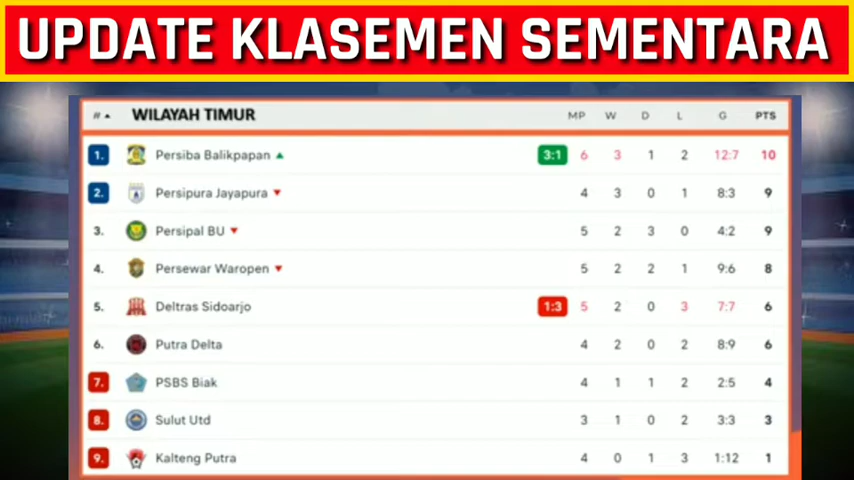 UPDATE KLASEMEN SEMENTARA
# WILAYAH TIMUR MP W D L G PTS
1. Persiba Balikpapan 3:1 6 3 1 2 12:7 10
2. Persipura Jayapura 4 3 0 1 8:3 9
3. Persipal BU 5 2 3 0 4:2 9
4. Persewar Waropen 5 2 2 1 9:6 8
5. Deltras Sidoarjo 1:3 5 2 0 3 7:7 6
6. Putra Delta 4 2 0 2 8:9 6
7. PSBS Biak 4 1 1 2 2:5 4
8. Sulut Utd 3 1 0 2 3:3 3
9. Kalteng Putra 4 0 1 3 1:12 1